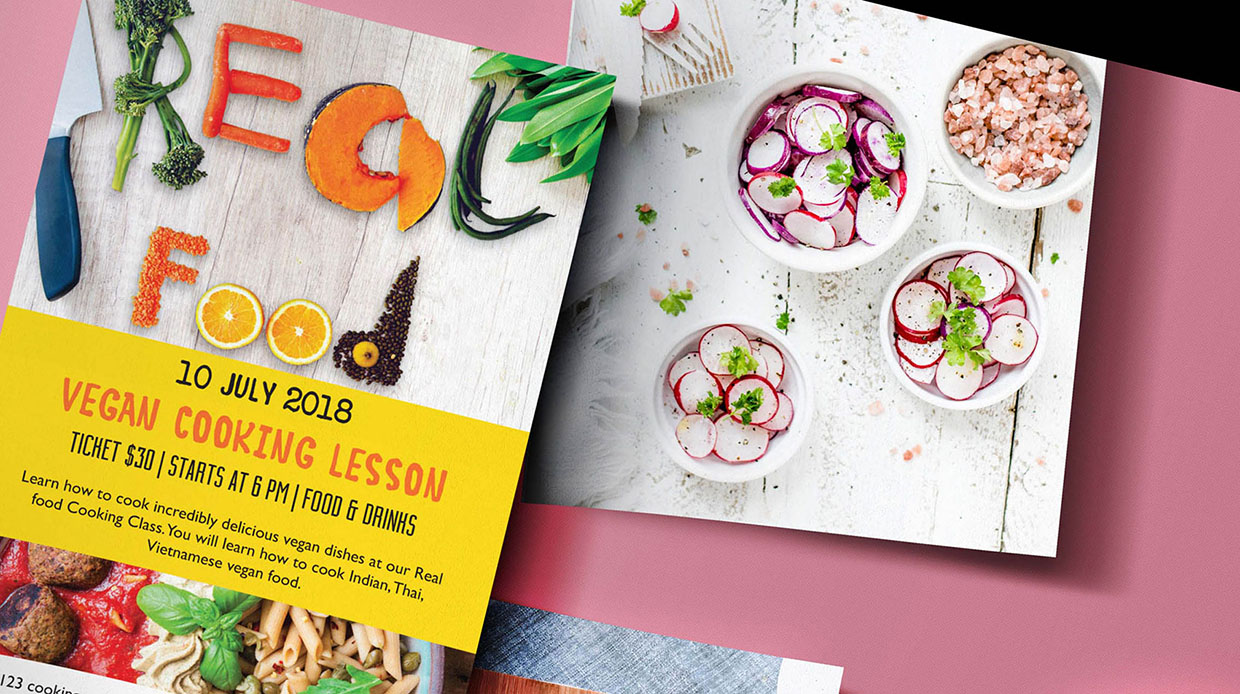 REAL
FOOD
10 JULY 2018
VEGAN COOKING LESSON
TICKET $30 | STARTS AT 6 PM | FOOD & DRINKS
Learn how to cook incredibly delicious vegan dishes at our Real
food Cooking Class. You will learn how to cook Indian, Thai,
Vietnamese vegan food.
123 cooking